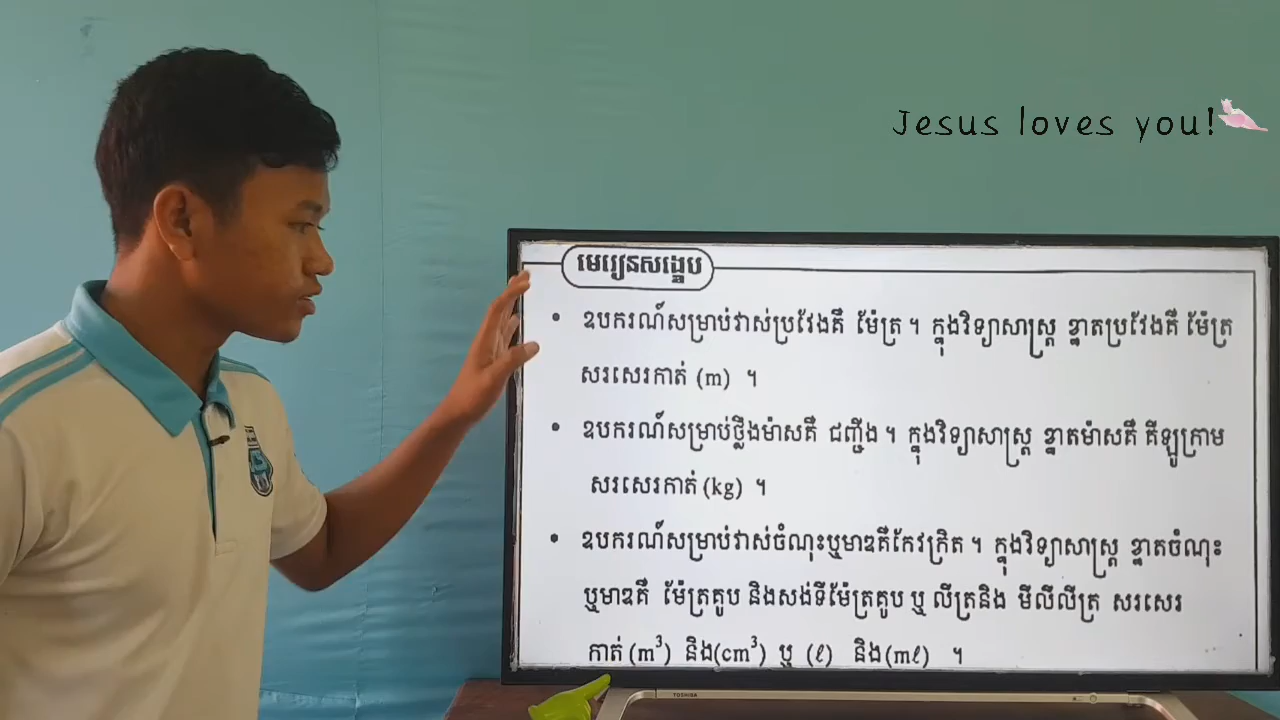 Jesus loves you!
មេរៀនសង្ខេប
• ឧបករណ៍សម្រាប់វាស់ប្រវែងគឺ ម៉ែត្រ ។ ក្នុងវិទ្យាសាស្ត្រ ខ្នាតប្រវែងគឺ ម៉ែត្រ
សរសេរកាត់ (m) ។
• ឧបករណ៍សម្រាប់ថ្លឹងម៉ាសគឺ ជញ្ជីង ។ ក្នុងវិទ្យាសាស្ត្រ ខ្នាតម៉ាសគឺ គីឡូក្រាម
សរសេរកាត់ (kg) ។
• ឧបករណ៍សម្រាប់វាស់ចំណុះឬមាឌគឺកែវក្រិត ។ ក្នុងវិទ្យាសាស្ត្រ ខ្នាតចំណុះ
ឬមាឌគឺ ម៉ែត្រគូប និងសង់ទីម៉ែត្រគូប ឬ លីត្រនិង មីលីលីត្រ សរសេរ
កាត់ (m³) និង(cm³) ឬ (ℓ) និង(mℓ) ។
TOSHIBA